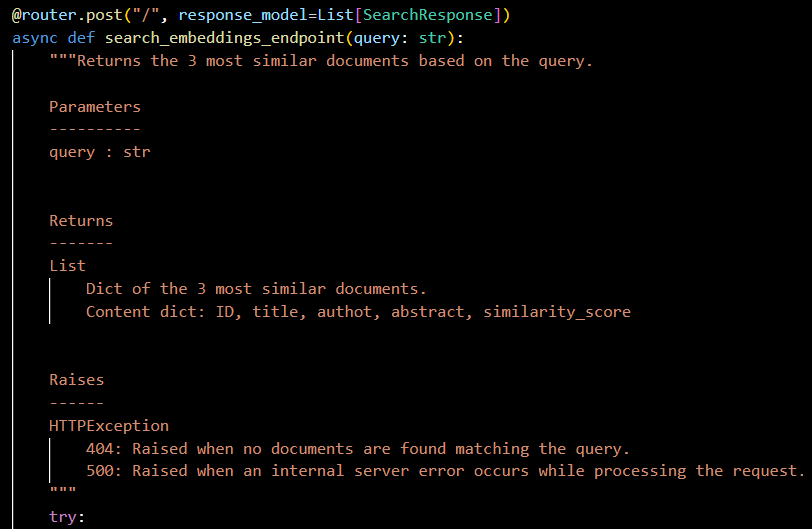 @router.post("/", response_model=List[SearchResponse])
async def search_embeddings_endpoint(query: str):
"""Returns the 3 most similar documents based on the query.
Parameters
----------
query : str
Returns
-------
List
Dict of the 3 most similar documents.
Content dict: ID, title, authot, abstract, similarity_score
Raises
------
HTTPException
404: Raised when no documents are found matching the query.
500: Raised when an internal server error occurs while processing the request.
"""
try: